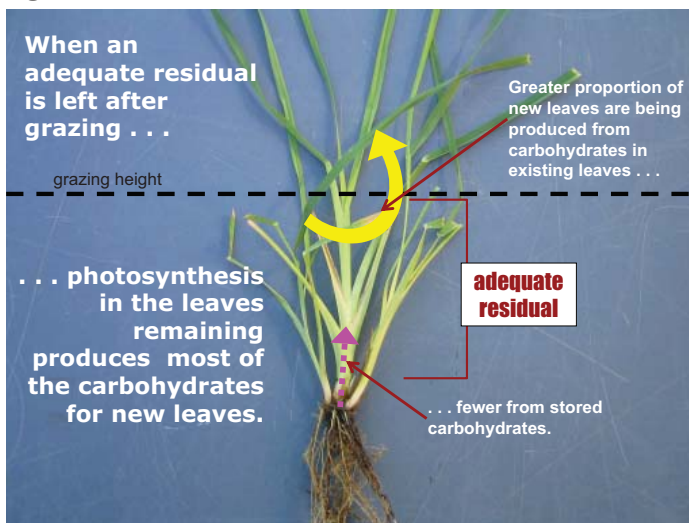 When an
adequate residual
is left after
grazing . . .
Greater proportion of
new leaves are being
produced from
carbohydrates in
existing leaves . . .
grazing height
. . . photosynthesis
in the leaves
remaining
produces most of
the carbohydrates
for new leaves.
adequate
residual
. . . fewer from stored
carbohydrates.